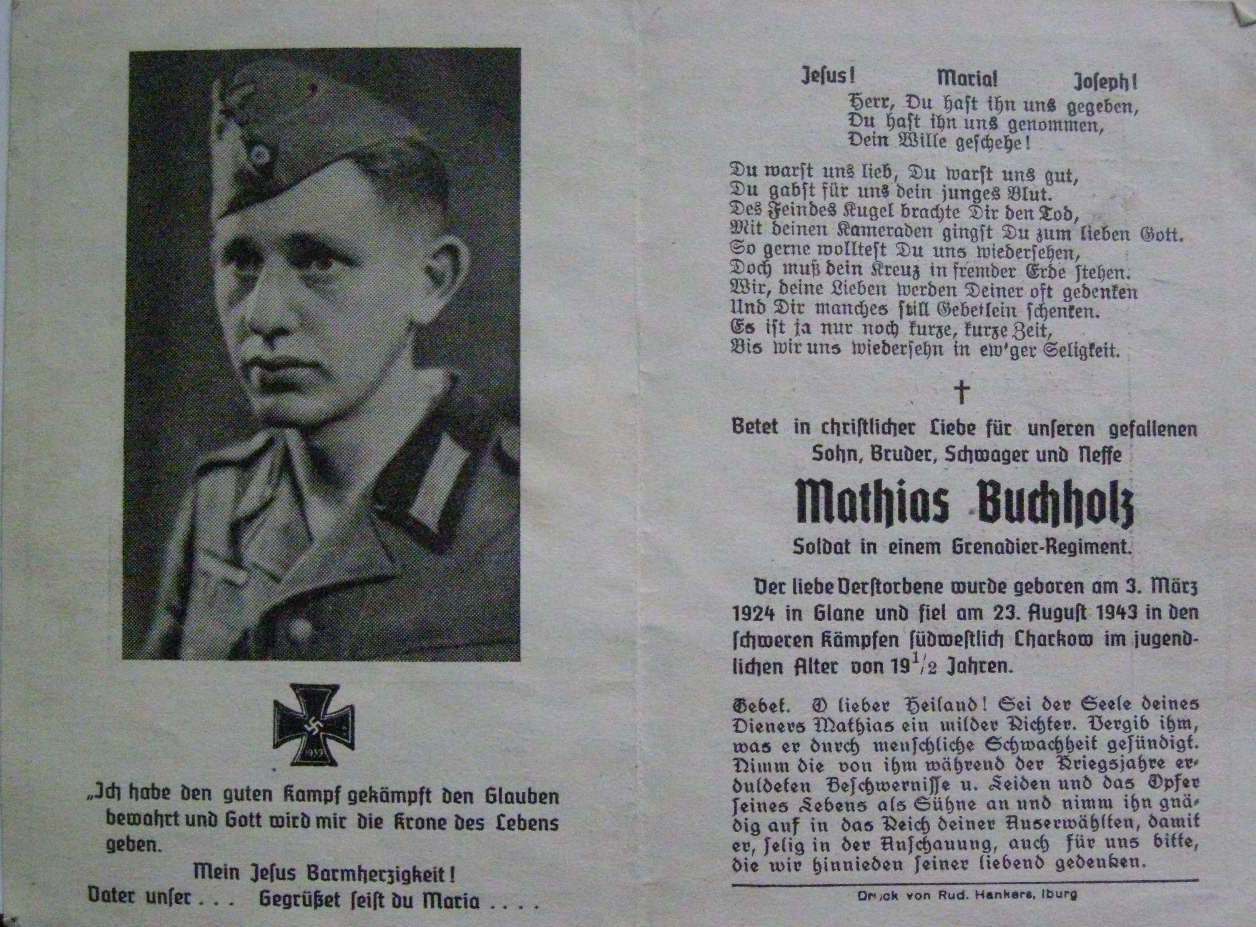 1939
„Ich habe den guten Kampf gekämpft den Glauben
bewahrt und Gott wird mir die Krone des Lebens
geben.
Mein Jesus Barmherzigkeit!
Vater unser . . . Gegrüßet seist du Maria . . . .
Jesus! Maria! Joseph!
Herr, Du hast ihn uns gegeben,
Du hast ihn uns genommen,
Dein Wille geschehe!
Du warst uns lieb, Du warst uns gut,
Du gabst für uns dein junges Blut.
Des Feindes Kugel brachte Dir den Tod,
Mit deinen Kameraden gingst Du zum lieben Gott.
So gerne wolltest Du uns wiedersehen,
Doch muß dein Kreuz in fremder Erde stehen.
Wir, deine Lieben werden Deiner oft gedenken
Und Dir manches still Gebetlein schenken.
Es ist ja nur noch kurze, kurze Zeit,
Bis wir uns wiedersehn in ew'ger Seligkeit.
Betet in christlicher Liebe für unseren gefallenen
Sohn, Bruder, Schwager und Neffe
Mathias Buchholz
Soldat in einem Grenadier-Regiment.
Der liebe Verstorbene wurde geboren am 3. März
1924 in Glane und fiel am 23. August 1943 in den
schweren Kämpfen südwestlich Charkow im jugend-
lichen Alter von 19 1/2 Jahren.
Gebet. O lieber Heiland! Sei der Seele deines
Dieners Mathias ein milder Richter. Vergib ihm,
was er durch menschliche Schwachheit gesündigt.
Nimm die von ihm während der Kriegsjahre er-
duldeten Beschwernisse u. Leiden und das Opfer
seines Lebens als Sühne an und nimm ihn gnä-
dig auf in das Reich deiner Auserwählten, damit
er, selig in der Anschauung, auch für uns bitte,
die wir hinnieden seiner liebend gedenken.
Druck von Rud. Hankers, Iburg